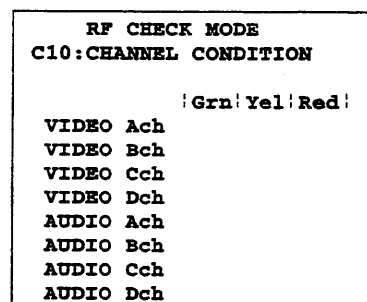 RF CHECK MODE
C10:CHANNEL CONDITION
¦Grn¦Yel¦Red¦
VIDEO Ach
VIDEO Bch
VIDEO Cch
VIDEO Dch
AUDIO Ach
AUDIO Bch
AUDIO Cch
AUDIO Dch